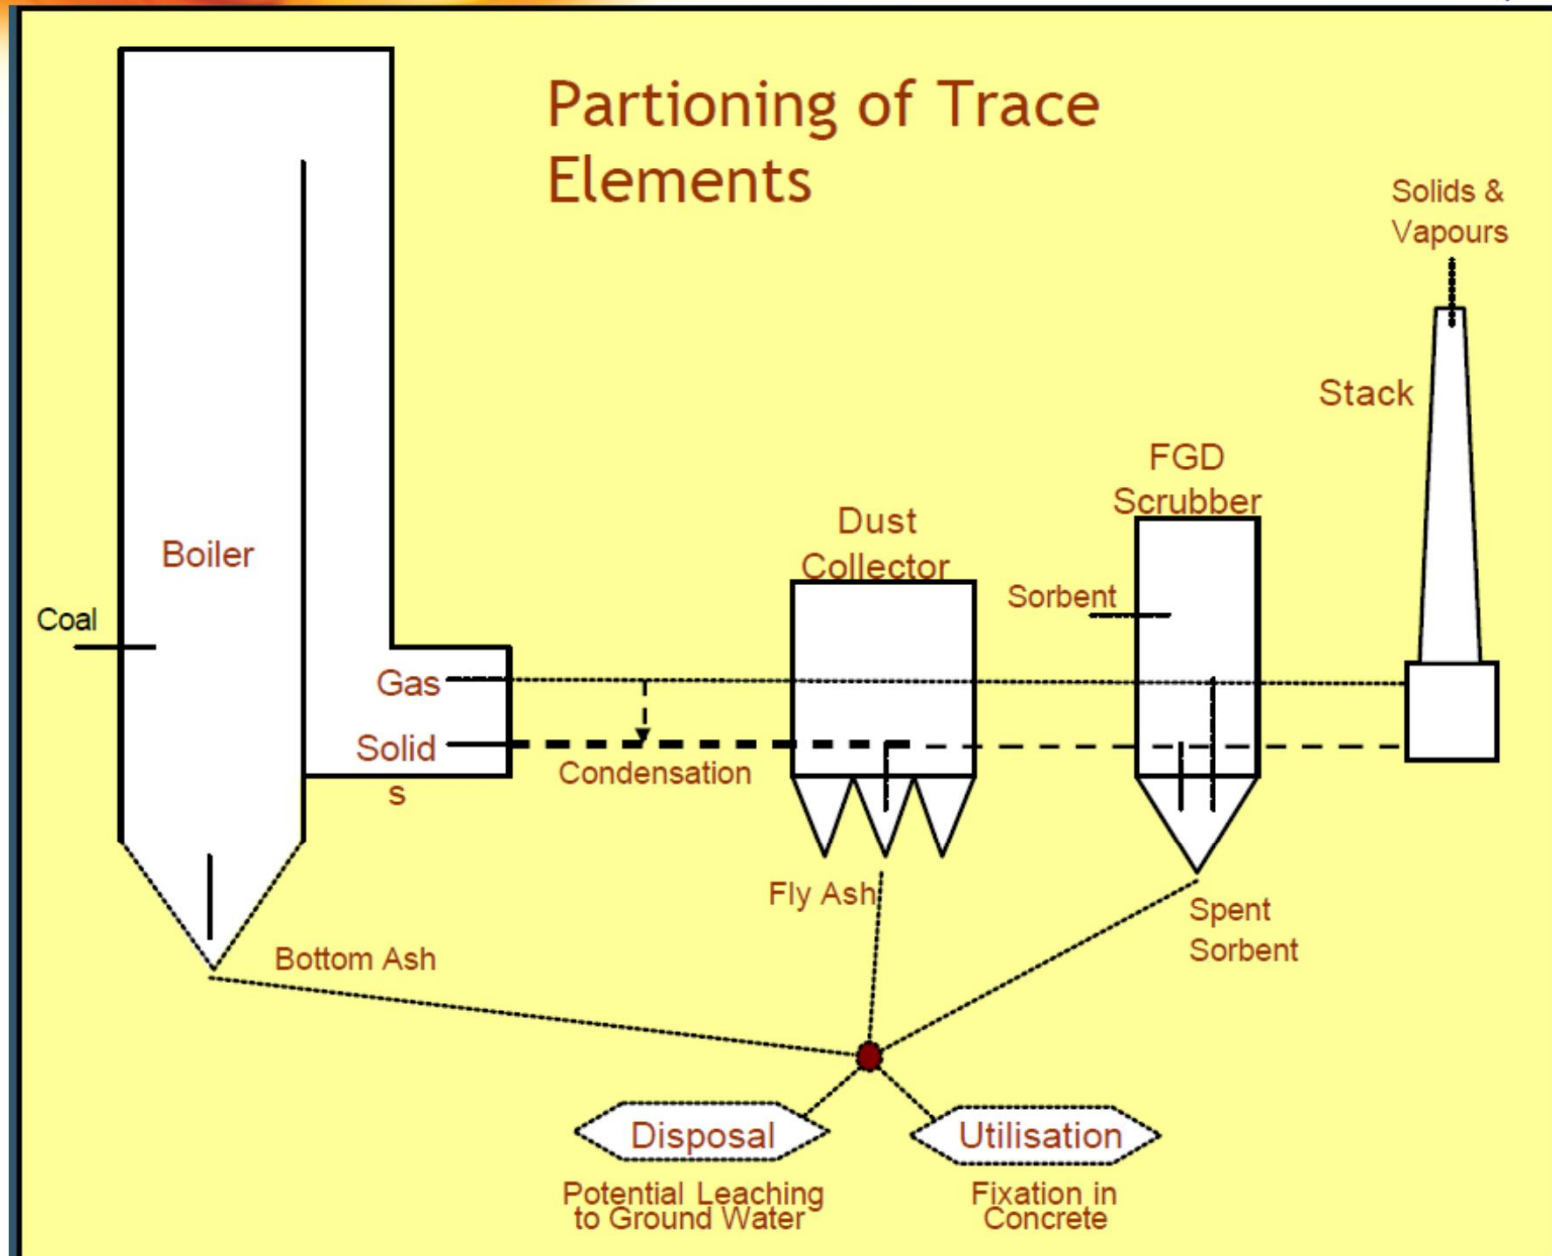 Partioning of Trace
Elements
Solids &
Vapours
Stack
FGD
Scrubber
Dust
Collector
Boiler
Sorbent
Coal
Gas
Solid
s
Condensation
Fly Ash
Spent
Sorbent
Bottom Ash
Disposal
Utilisation
Potential Leaching
to Ground Water
Fixation in
Concrete